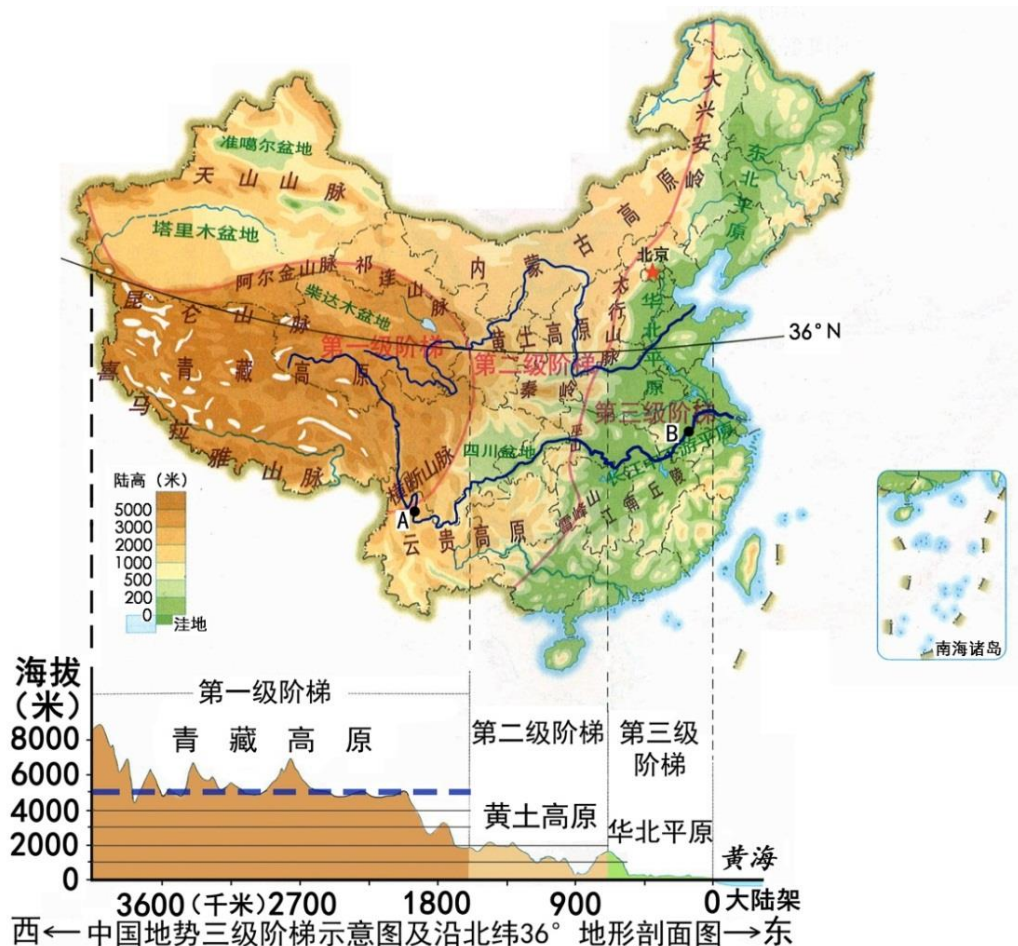 大兴安岭
准噶尔盆地
天山山脉
东北平原
塔里木盆地
内蒙古高原
北京
阿尔金山脉
祁连山脉
昆仑山脉
柴达木盆地
太行山脉
华北平原
黄土高原
36°N
第一级阶梯
第二级阶梯
青藏高原
秦岭
喜马拉雅山脉
第三级阶梯
巫山
B
四川盆地
长江中下游平原
横断山脉
A
云贵高原
雪峰山
江南丘陵
陆高（米）
5000
3000
2000
1000
500
200
0
洼地
南海诸岛
海拔
（米）
8000
6000
4000
2000
0
第一级阶梯
青藏高原
第二级阶梯
第三级
阶梯
黄土高原
华北平原
黄海
3600（千米）2700 1800 900 0大陆架
西←中国地势三级阶梯示意图及沿北纬36°地形剖面图→东